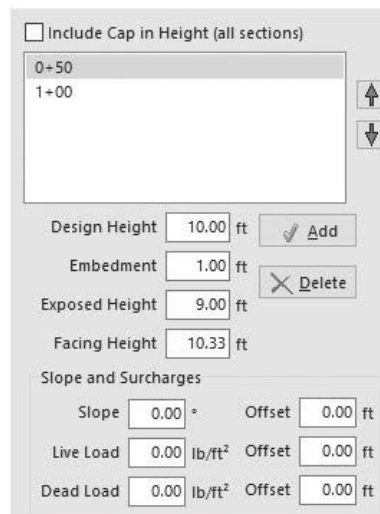 Include Cap in Height (all sections)
0+50
1+00
Design Height 10.00 ft Add
Embedment 1.00 ft
Delete
Exposed Height 9.00 ft
Facing Height 10.33 ft
Slope and Surcharges
Slope 0.00 ° Offset 0.00 ft
Live Load 0.00 lb/ft² Offset 0.00 ft
Dead Load 0.00 lb/ft² Offset 0.00 ft